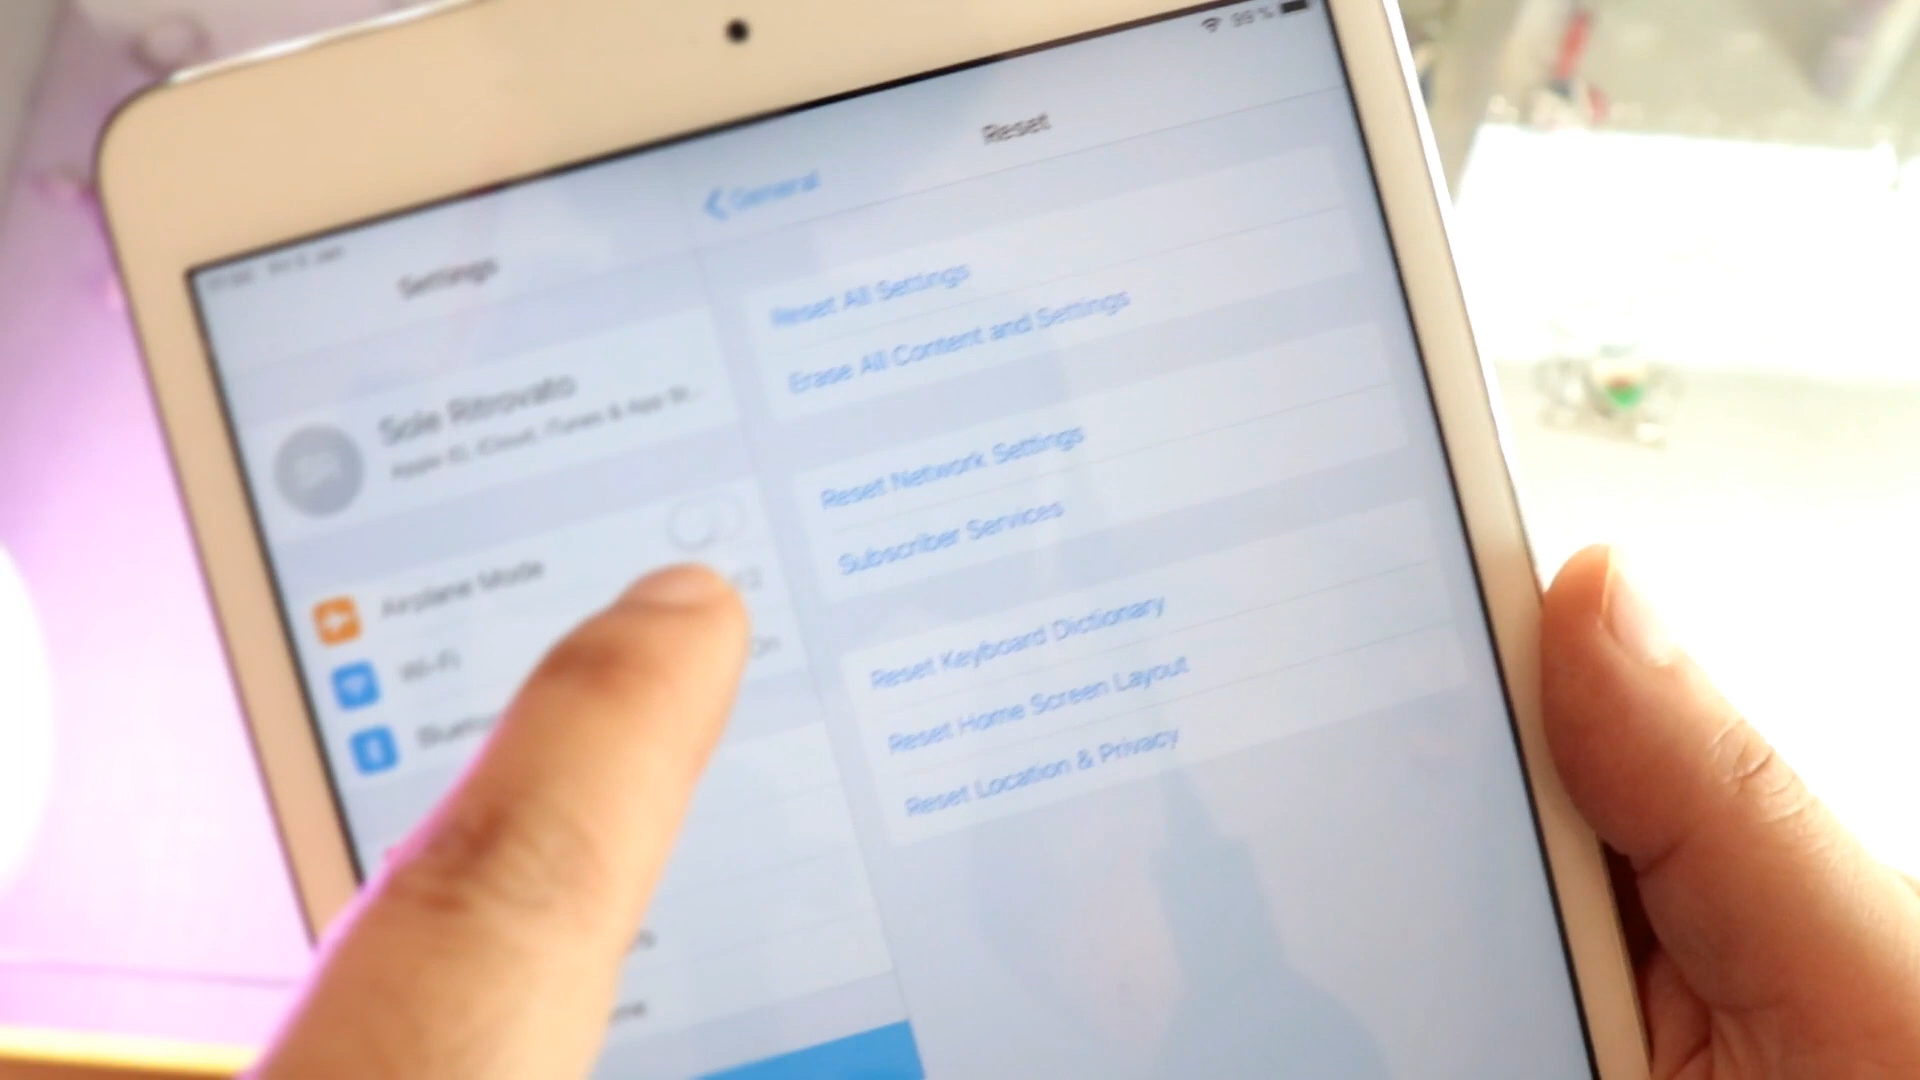 99%
Settings
General
Reset
Sole Ritrovato
Apple ID, iCloud, iTunes & App St...
Airplane Mode
Wi-Fi
On
Reset All Settings
Erase All Content and Settings
Reset Network Settings
Subscriber Services
Reset Keyboard Dictionary
Reset Home Screen Layout
Reset Location & Privacy